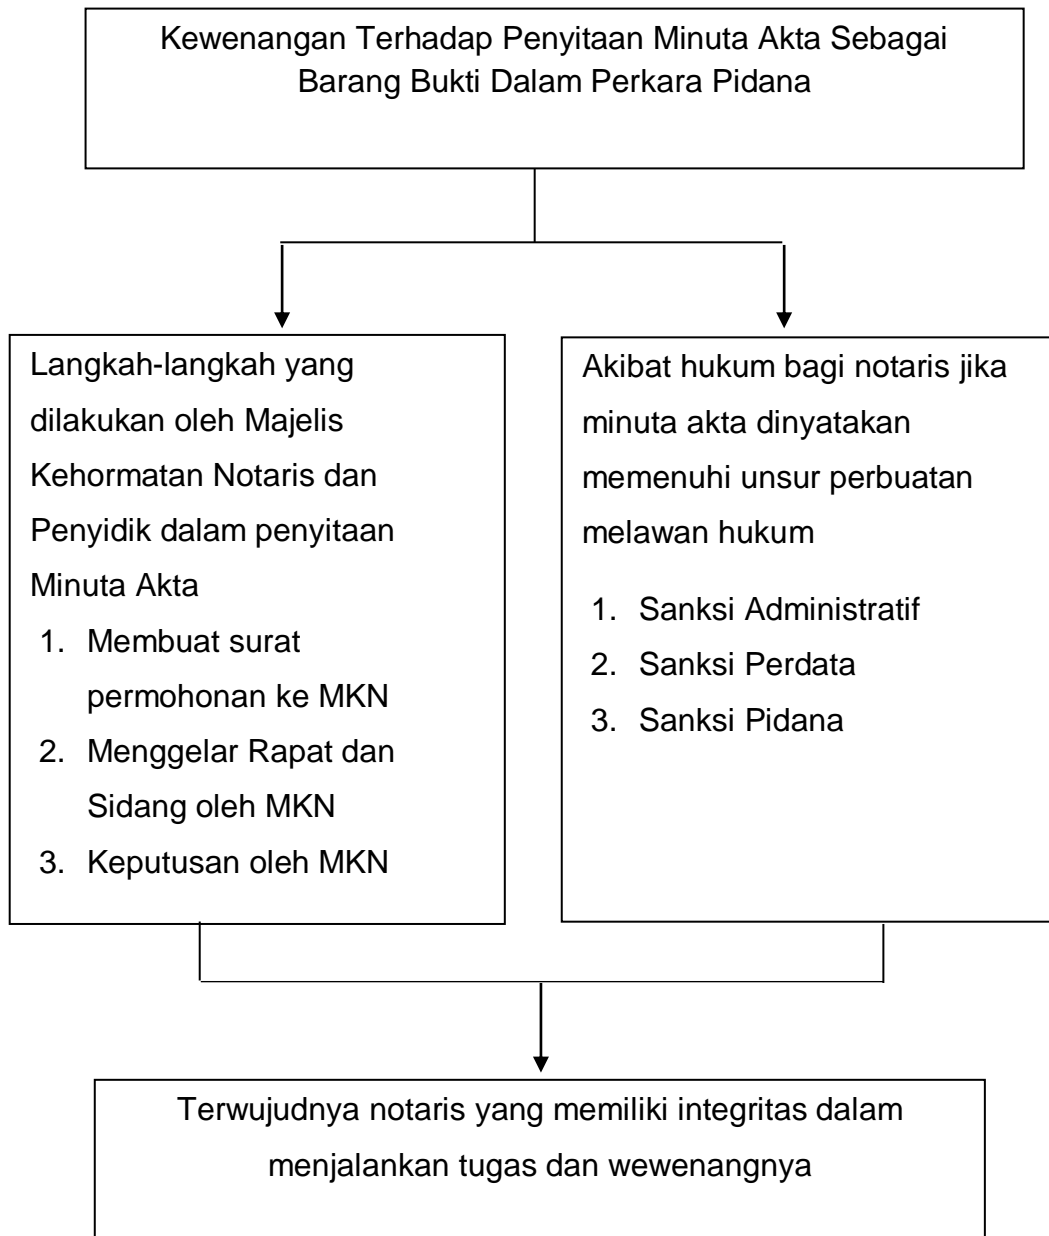 Kewenangan Terhadap Penyitaan Minuta Akta Sebagai
Barang Bukti Dalam Perkara Pidana
Langkah-langkah yang
dilakukan oleh Majelis
Kehormatan Notaris dan
Penyidik dalam penyitaan
Minuta Akta
1. Membuat surat
permohonan ke MKN
2. Menggelar Rapat dan
Sidang oleh MKN
3. Keputusan oleh MKN
Akibat hukum bagi notaris jika
minuta akta dinyatakan
memenuhi unsur perbuatan
melawan hukum
1. Sanksi Administratif
2. Sanksi Perdata
3. Sanksi Pidana
Terwujudnya notaris yang memiliki integritas dalam
menjalankan tugas dan wewenangnya